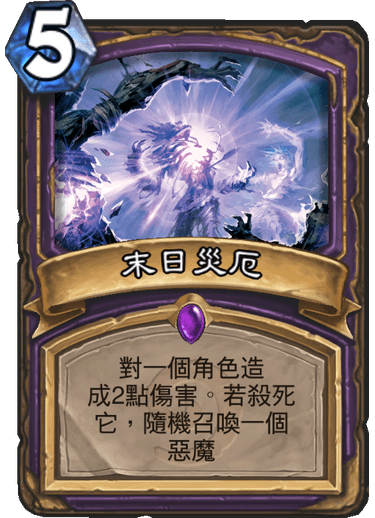 5
末日災厄
對一個角色造
成2點傷害。若殺死
它，隨機召喚一個
惡魔